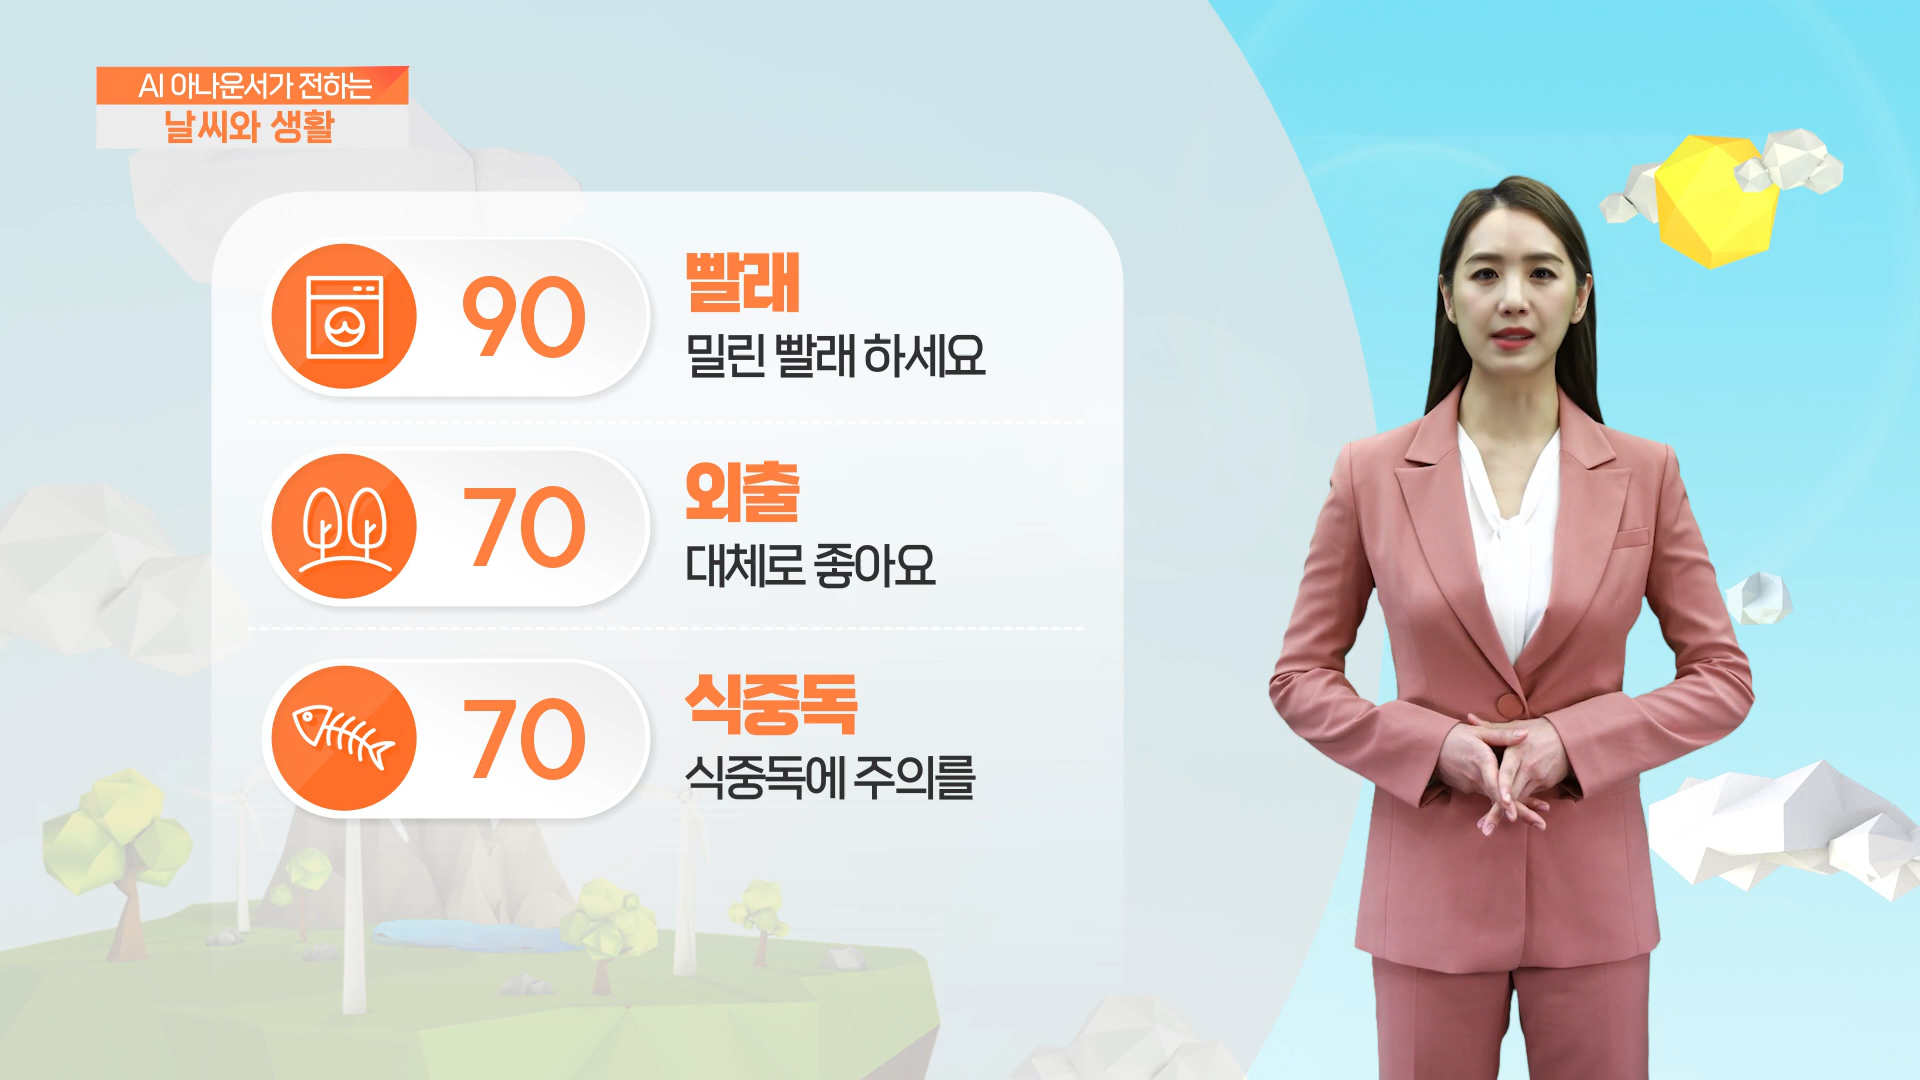 AI 아나운서가 전하는
날씨와 생활
90
빨래
밀린 빨래 하세요
70
외출
대체로 좋아요
70
식중독
식중독에 주의를